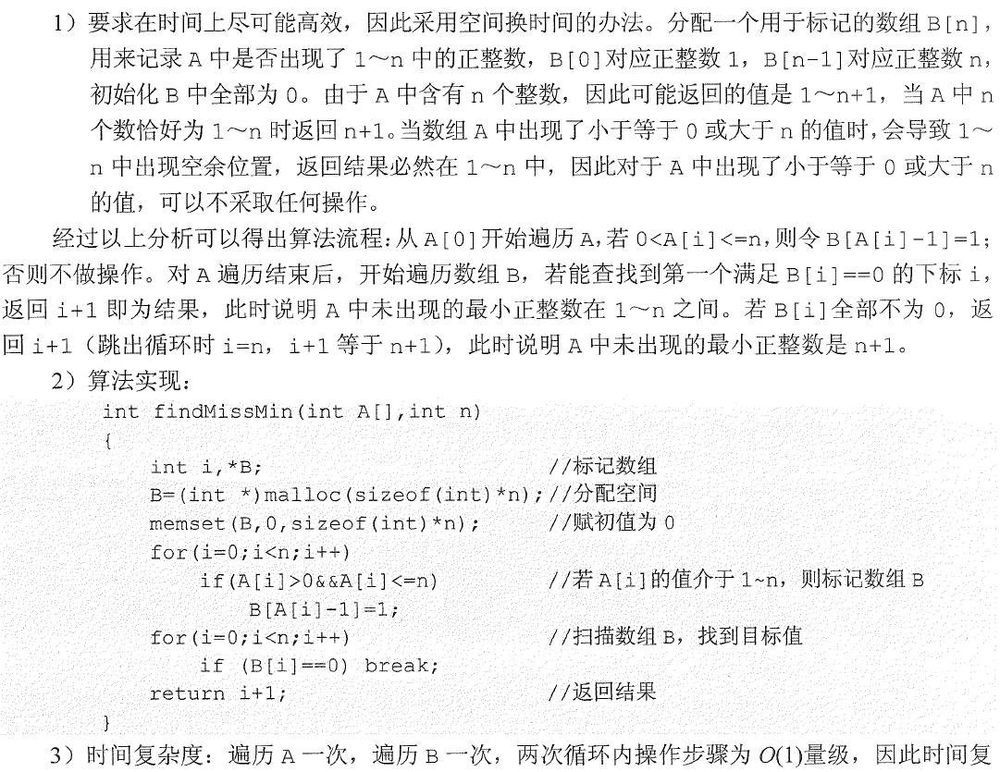 1）要求在时间上尽可能高效，因此采用空间换时间的办法。分配一个用于标记的数组 B[n]，
用来记录 A 中是否出现了 1～n 中的正整数，B[0]对应正整数 1，B[n-1]对应正整数 n，
初始化 B 中全部为 0。由于 A 中含有 n 个整数，因此可能返回的值是 1～n+1，当 A 中 n
个数恰好为 1～n 时返回 n+1。当数组 A 中出现了小于等于 0 或大于 n 的值时，会导致 1～
n 中出现空余位置，返回结果必然在 1～n 中，因此对于 A 中出现了小于等于 0 或大于 n
的值，可以不采取任何操作。
经过以上分析可以得出算法流程：从 A[0]开始遍历 A，若 0<A[i]<=n，则令 B[A[i]-1]=1；
否则不做操作。对 A 遍历结束后，开始遍历数组 B，若能查找到第一个满足 B[i]==0 的下标 i，
返回 i+1 即为结果，此时说明 A 中未出现的最小正整数在 1～n 之间。若 B[i]全部不为 0，返
回 i+1（跳出循环时 i=n，i+1 等于 n+1），此时说明 A 中未出现的最小正整数是 n+1。
2）算法实现：
int findMissMin(int A[],int n)
{
int i,*B; //标记数组
B=(int *)malloc(sizeof(int)*n);//分配空间
memset(B,0,sizeof(int)*n); //赋初值为 0
for(i=0;i<n;i++)
if(A[i]>0&&A[i]<=n) //若 A[i]的值介于 1~n，则标记数组 B
B[A[i]-1]=1;
for(i=0;i<n;i++) //扫描数组 B，找到目标值
if (B[i]==0) break;
return i+1; //返回结果
}
3）时间复杂度：遍历 A 一次，遍历 B 一次，两次循环内操作步骤为 O(1)量级，因此时间复